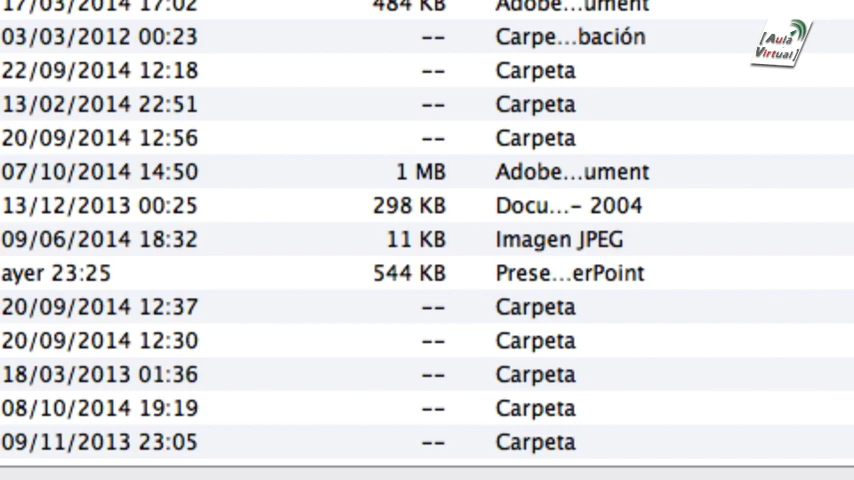 17/03/2014 17:02 484 KB Adobe...ument
03/03/2012 00:23 -- Carpe...bación
22/09/2014 12:18 -- Carpeta
13/02/2014 22:51 -- Carpeta
20/09/2014 12:56 -- Carpeta
07/10/2014 14:50 1 MB Adobe...ument
13/12/2013 00:25 298 KB Docu...- 2004
09/06/2014 18:32 11 KB Imagen JPEG
ayer 23:25 544 KB Prese...erPoint
20/09/2014 12:37 -- Carpeta
20/09/2014 12:30 -- Carpeta
18/03/2013 01:36 -- Carpeta
08/10/2014 19:19 -- Carpeta
09/11/2013 23:05 -- Carpeta
[Aula
Virtual]